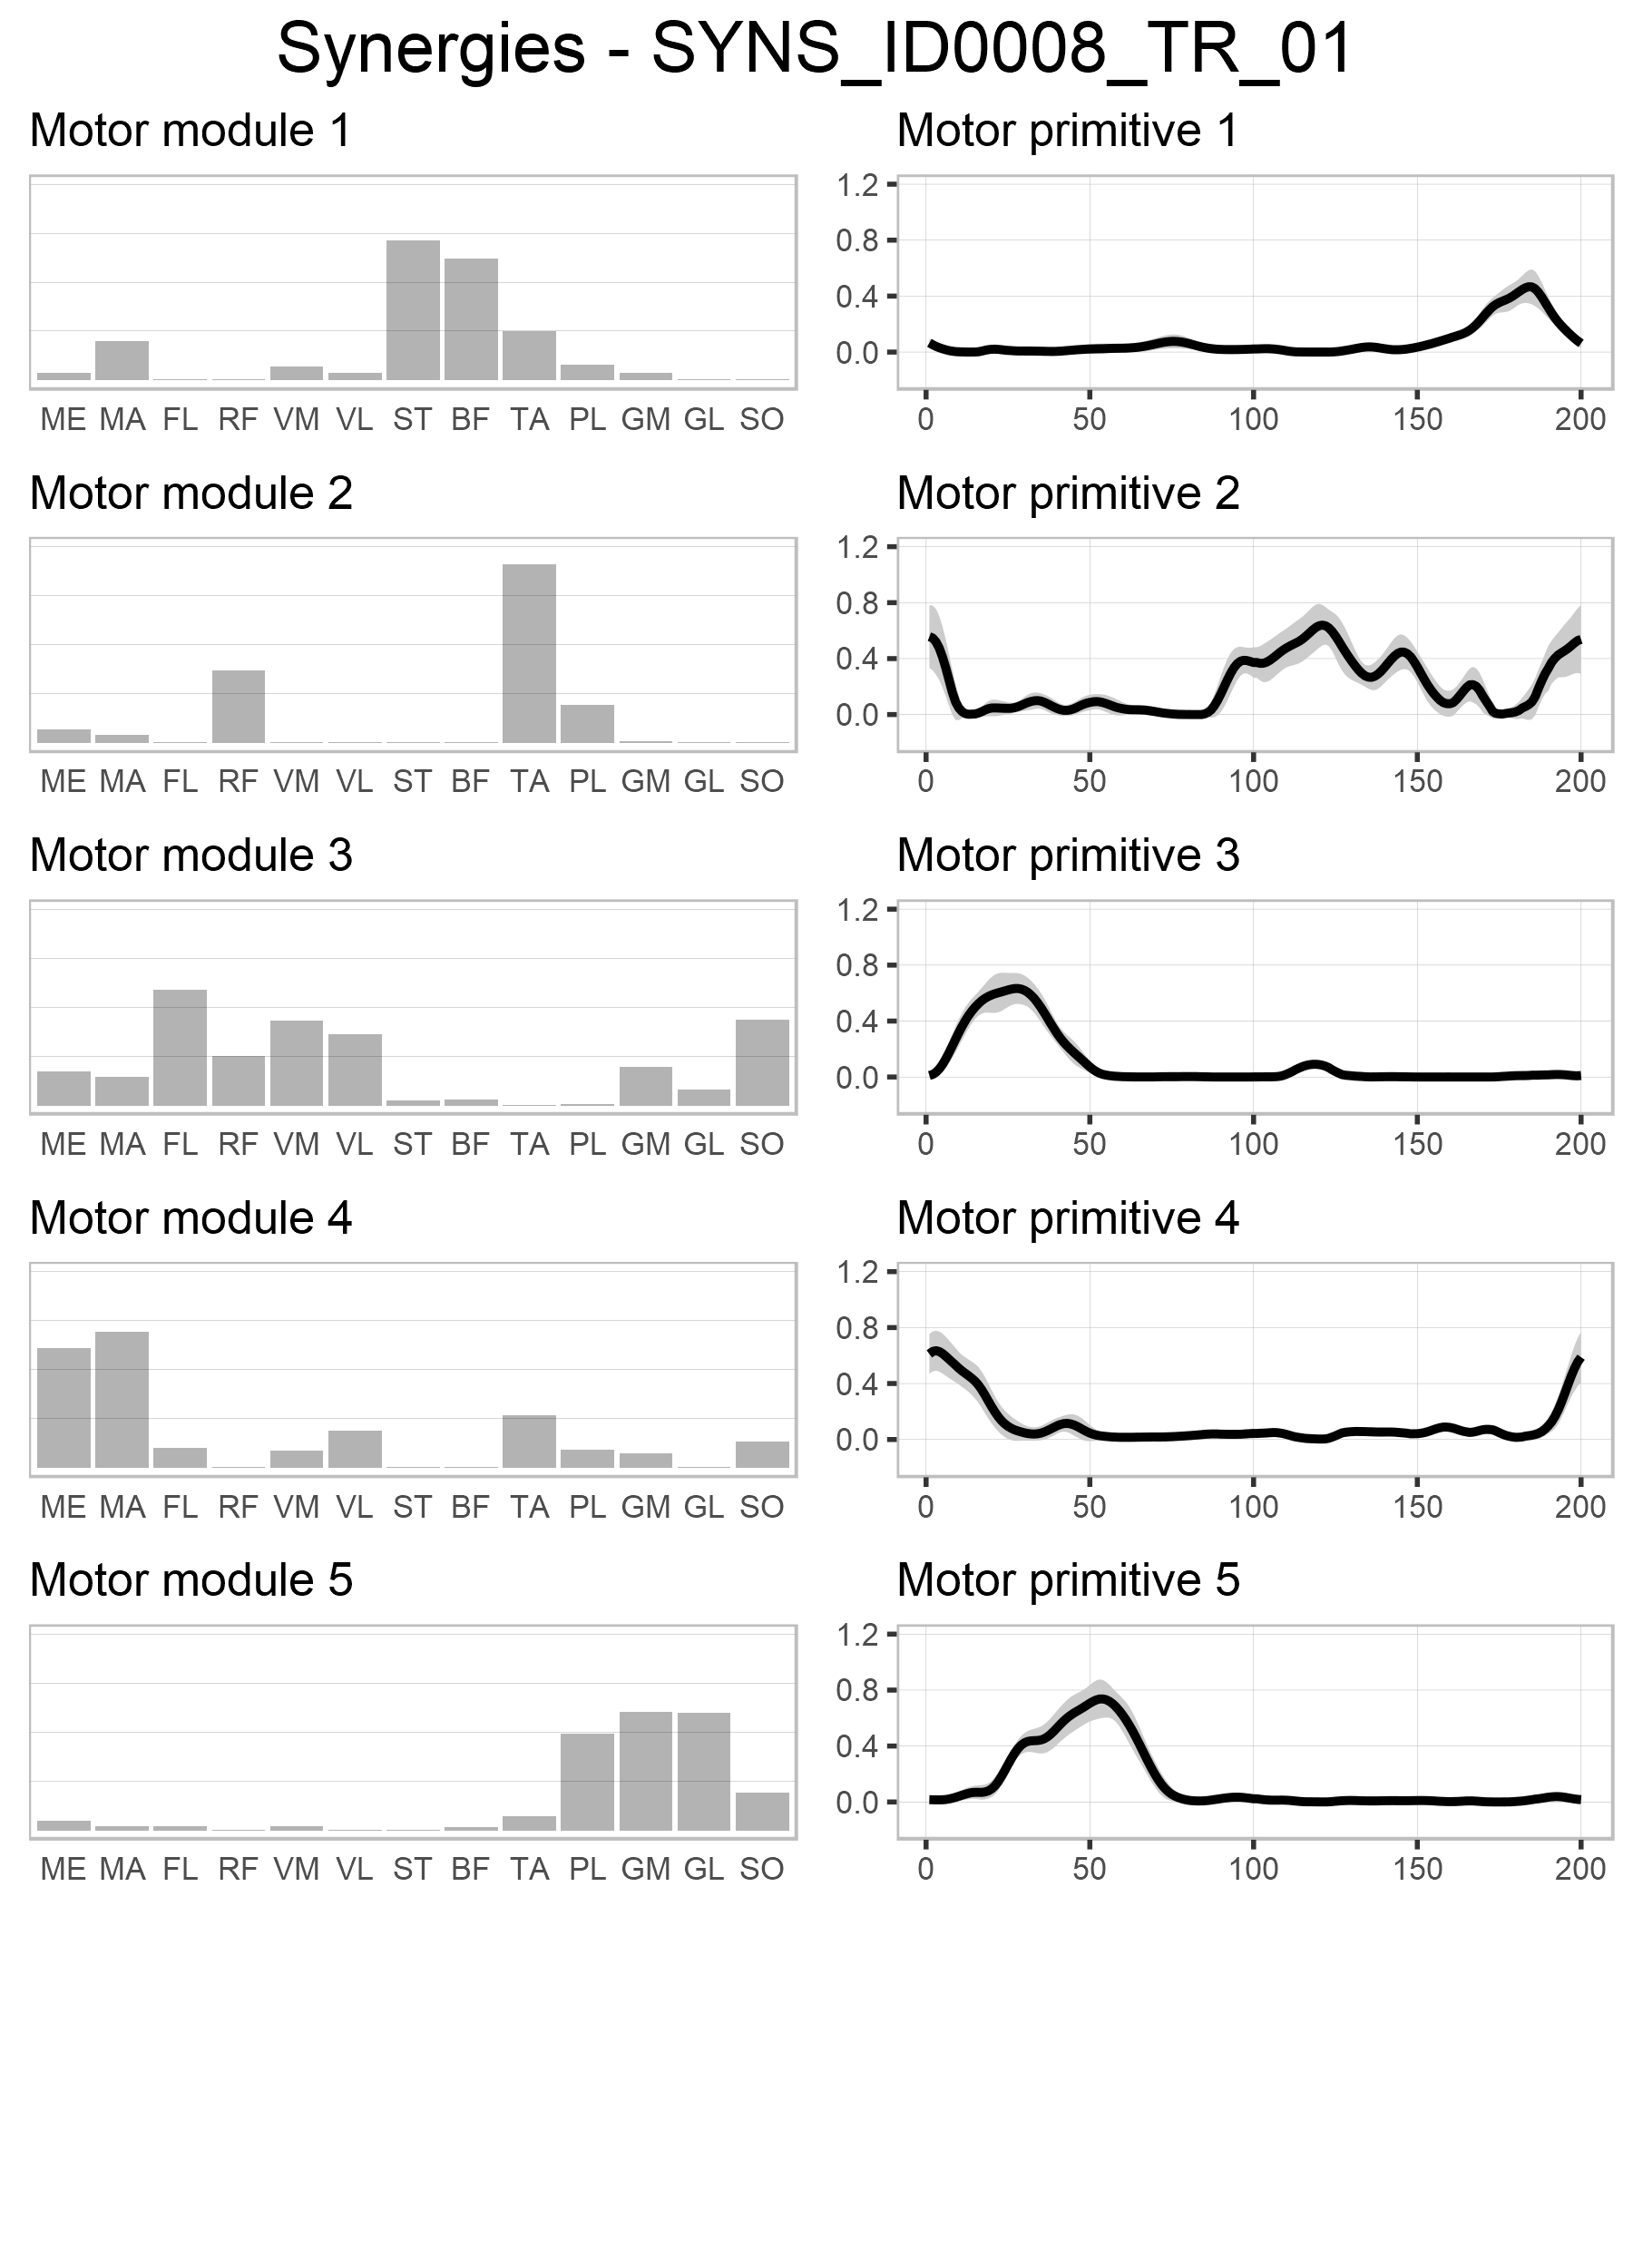 Synergies - SYNS_ID0008_TR_01
Motor module 1
Motor primitive 1
1.2
0.8
0.4
0.0
ME MA FL RF VM VL ST BF TA PL GM GL SO
0 50 100 150 200
Motor module 2
Motor primitive 2
1.2
0.8
0.4
0.0
ME MA FL RF VM VL ST BF TA PL GM GL SO
0 50 100 150 200
Motor module 3
Motor primitive 3
1.2
0.8
0.4
0.0
ME MA FL RF VM VL ST BF TA PL GM GL SO
0 50 100 150 200
Motor module 4
Motor primitive 4
1.2
0.8
0.4
0.0
ME MA FL RF VM VL ST BF TA PL GM GL SO
0 50 100 150 200
Motor module 5
Motor primitive 5
1.2
0.8
0.4
0.0
ME MA FL RF VM VL ST BF TA PL GM GL SO
0 50 100 150 200